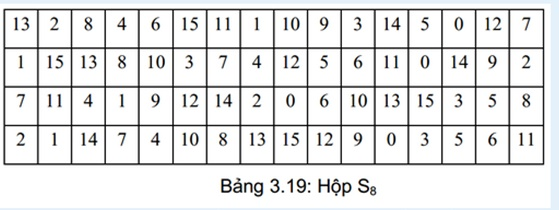 13 2 8 4 6 15 11 1 10 9 3 14 5 0 12 7
1 15 13 8 10 3 7 4 12 5 6 11 0 14 9 2
7 11 4 1 9 12 14 2 0 6 10 13 15 3 5 8
2 1 14 7 4 10 8 13 15 12 9 0 3 5 6 11
Bảng 3.19: Hộp S₈